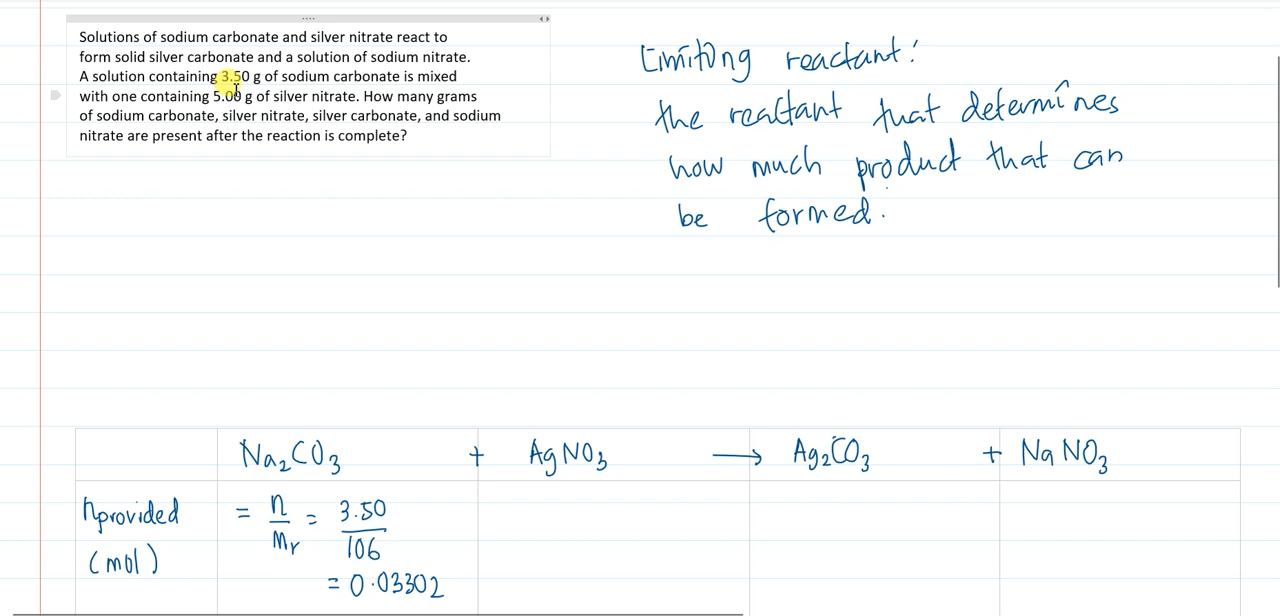 Solutions of sodium carbonate and silver nitrate react to
form solid silver carbonate and a solution of sodium nitrate.
A solution containing 3.50 g of sodium carbonate is mixed
with one containing 5.00 g of silver nitrate. How many grams
of sodium carbonate, silver nitrate, silver carbonate, and sodium
nitrate are present after the reaction is complete?
Limiting reactant:
the reactant that determines
how much product that can
be formed.
Na₂CO₃ + AgNO₃ → Ag₂CO₃ + NaNO₃
nprovided (mol) = n/Mr = 3.50/106
= 0.03302